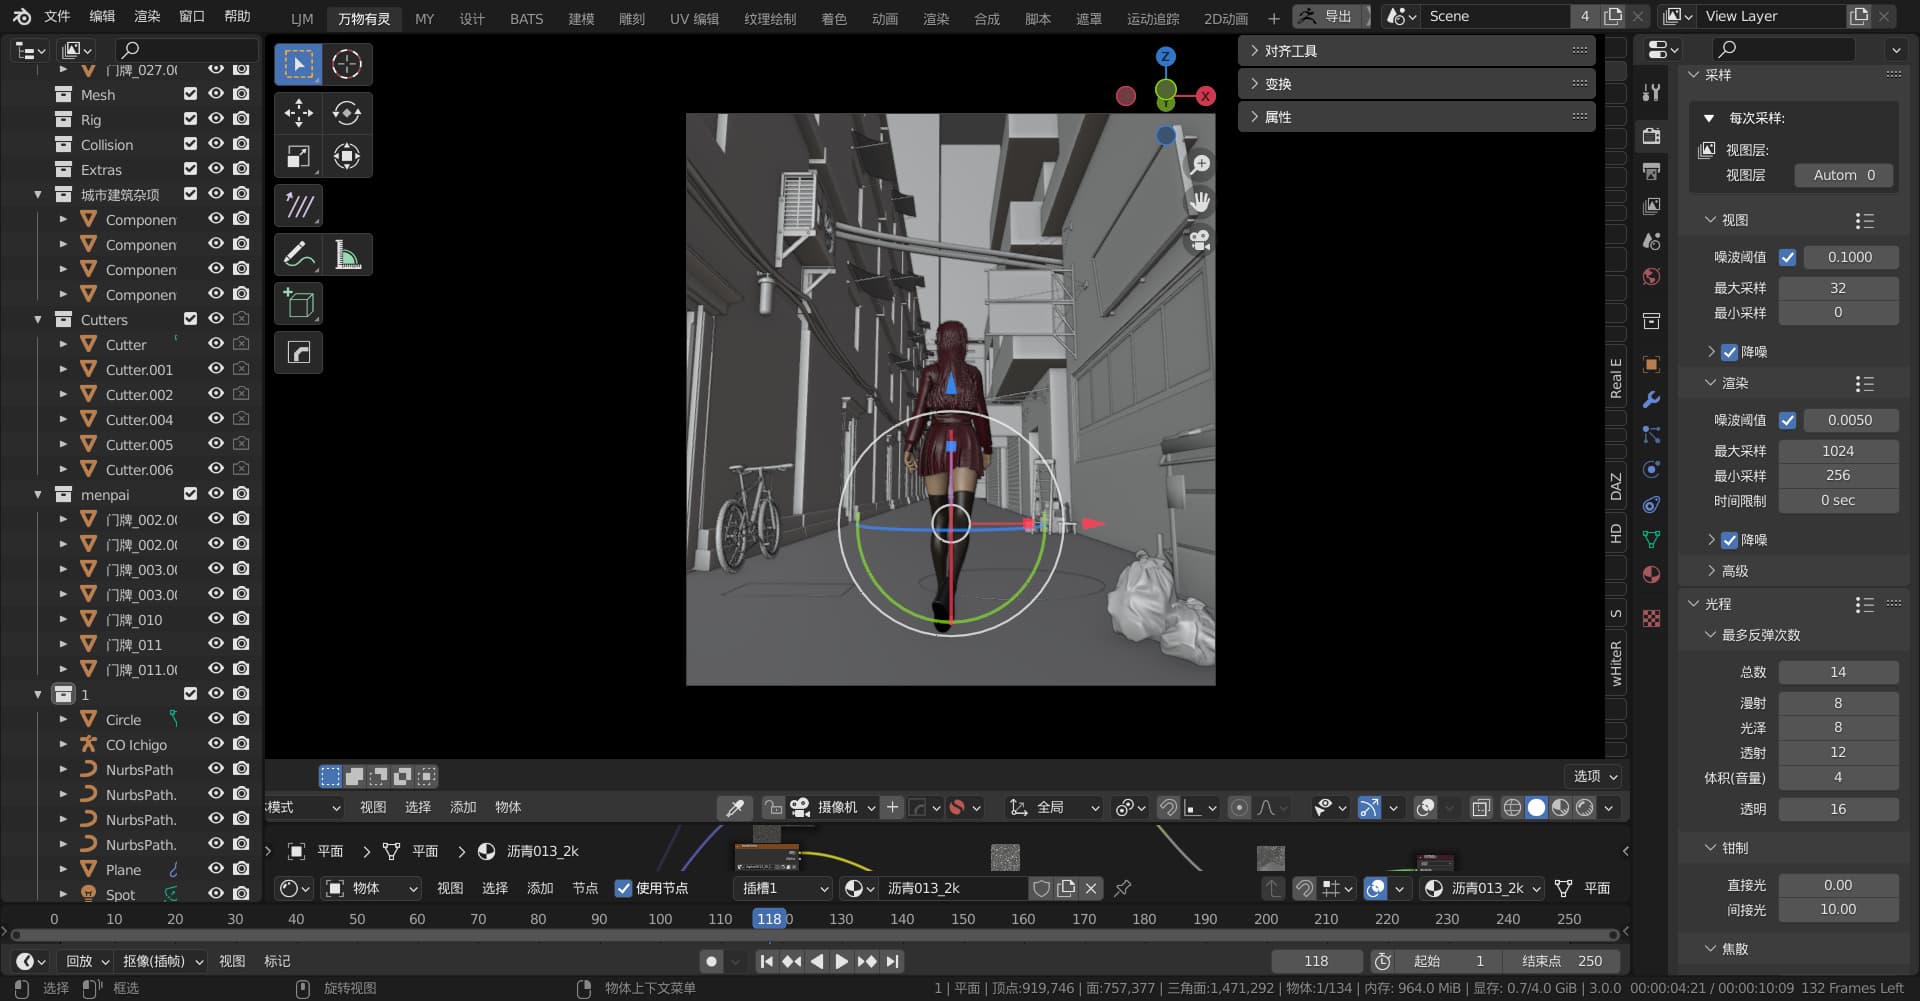 文件 编辑 渲染 窗口 帮助 LJM 万物有灵 MY 设计 BATS 建模 雕刻 UV 编辑 纹理绘制 着色 动画 渲染 合成 脚本 遮罩 运动追踪 2D动画 + 导出 Scene 4 View Layer
门牌_027.0
Mesh
Rig
Collision
Extras
城市建筑杂项
Componen
Componen
Componen
Componen
Cutters
Cutter
Cutter.001
Cutter.002
Cutter.004
Cutter.005
Cutter.006
menpai
门牌_002.0
门牌_002.0
门牌_003.0
门牌_003.0
门牌_010
门牌_011
门牌_011.0
1
Circle
CO Ichigo
NurbsPath
NurbsPath.
NurbsPath.
NurbsPath.
Plane
Spot
Z
X
Y
对齐工具
变换
属性
Real E
DAZ
HD
S
wHiteR
采样
每次采样:
视图层:
视图层 Autom 0
视图
噪波阈值 0.1000
最大采样 32
最小采样 0
降噪
渲染
噪波阈值 0.0050
最大采样 1024
最小采样 256
时间限制 0 sec
降噪
高级
光程
最多反弹次数
总数 14
漫射 8
光泽 8
透射 12
体积(音量) 4
透明 16
钳制
直接光 0.00
间接光 10.00
焦散
选项
模式 视图 选择 添加 物体 摄像机 全局
平面 平面 沥青013_2k
物体 视图 选择 添加 节点 使用节点 插槽1 沥青013_2k 沥青013_2k 平面
0 10 20 30 40 50 60 70 80 90 100 110 118 0 130 140 150 160 170 180 190 200 210 220 230 240 250
回放 抠像(插帧) 视图 标记 118 起始 1 结束点 250
选择 框选 旋转视图 物体上下文菜单 1 | 平面 | 顶点:919,746 | 面:757,377 | 三角面:1,471,292 | 物体:1/134 | 内存: 964.0 MiB | 显存: 0.7/4.0 GiB | 3.0.0 00:00:04:21 / 00:00:10:09 132 Frames Left